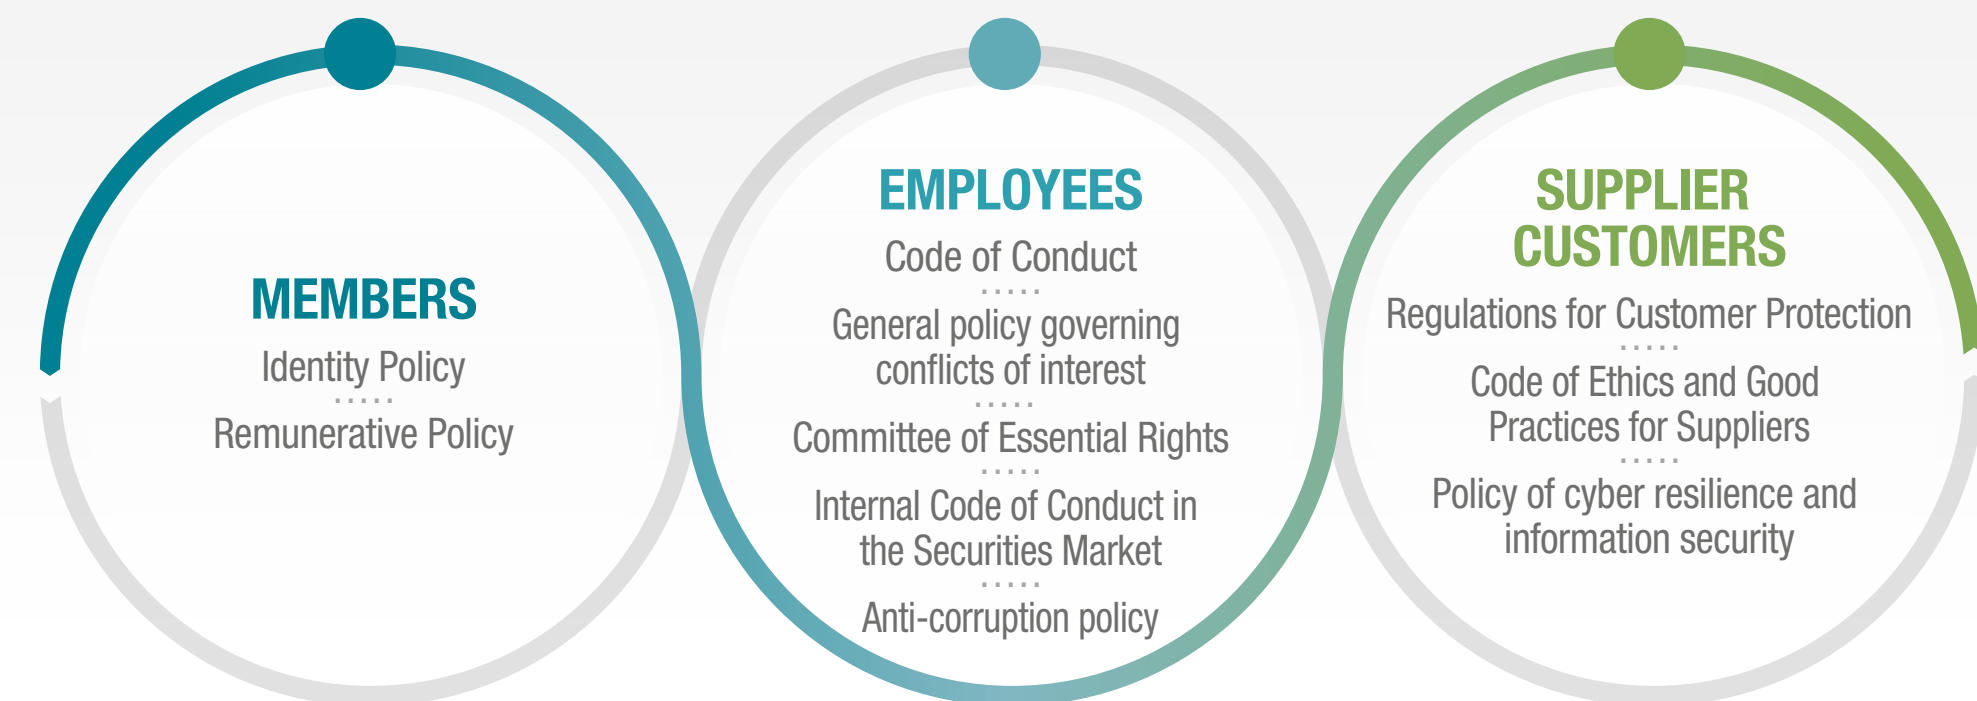 MEMBERS
Identity Policy
.....
Remunerative Policy
EMPLOYEES
Code of Conduct
.....
General policy governing
conflicts of interest
.....
Committee of Essential Rights
.....
Internal Code of Conduct in
the Securities Market
.....
Anti-corruption policy
SUPPLIER
CUSTOMERS
Regulations for Customer Protection
.....
Code of Ethics and Good
Practices for Suppliers
.....
Policy of cyber resilience and
information security